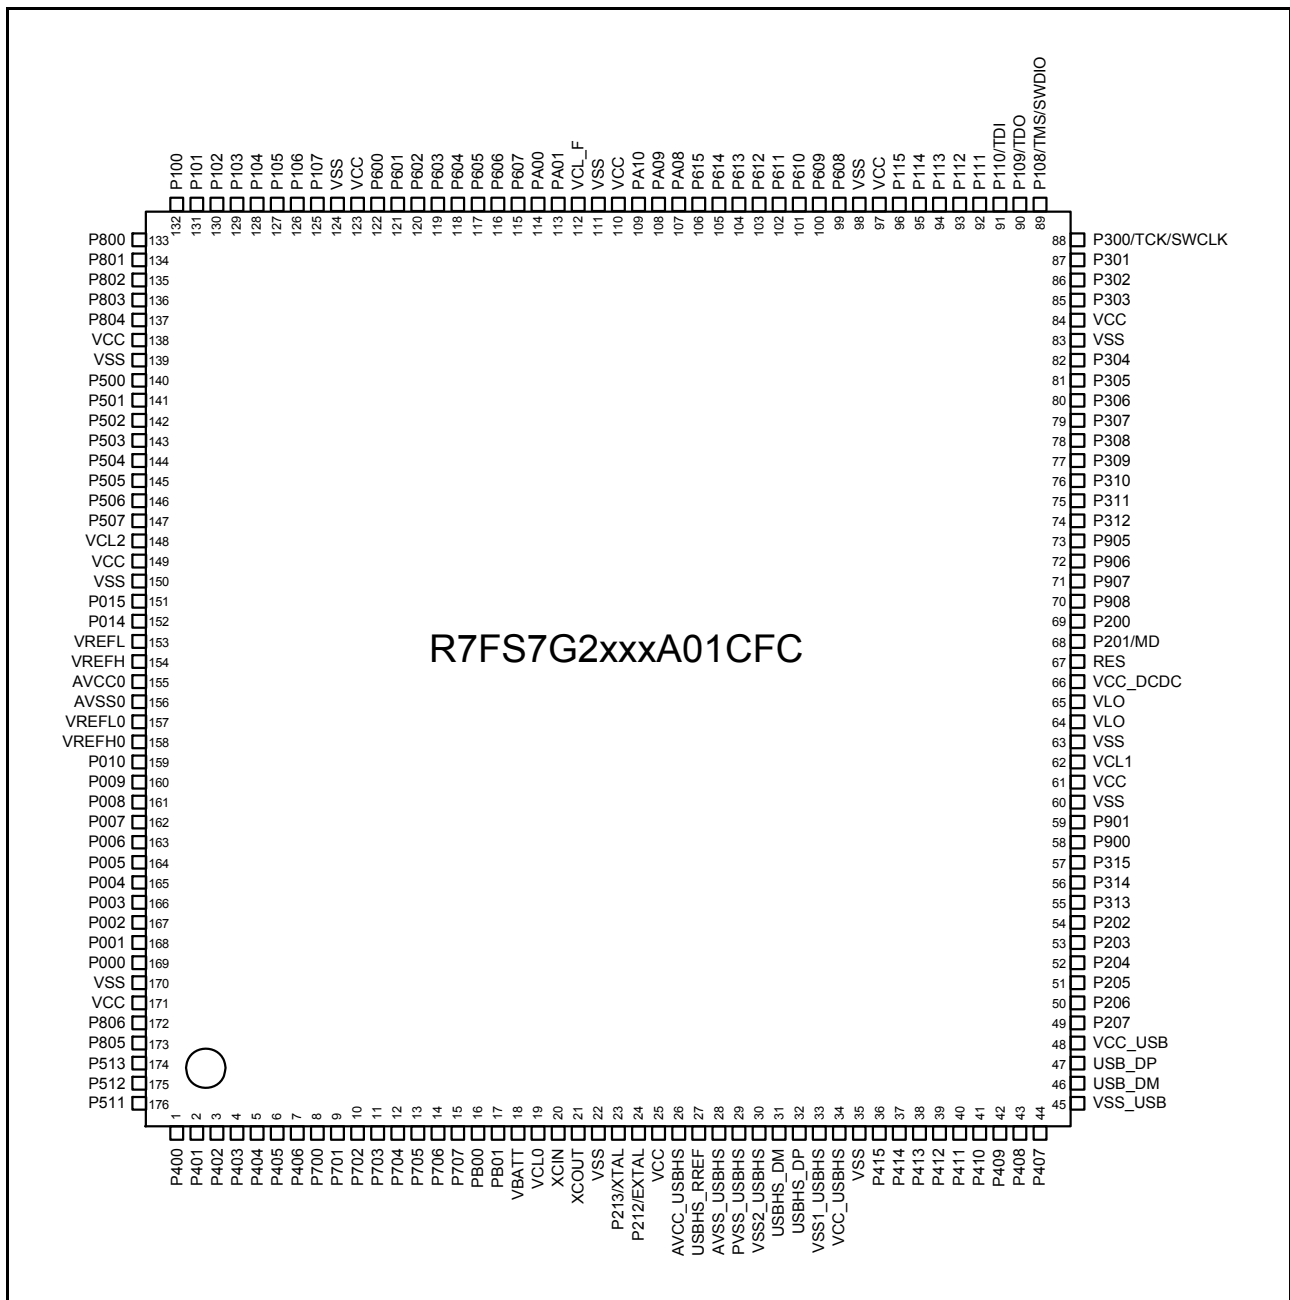 P100
P101
P102
P103
P104
P105
P106
P107
VSS
VCC
P600
P601
P602
P603
P604
P605
P606
P607
PA00
PA01
VCL_F
VSS
VCC
PA10
PA09
PA08
P615
P614
P613
P612
P611
P610
P609
P608
VSS
VCC
P115
P114
P113
P112
P111
P110/TDI
P109/TDO
P108/TMS/SWDIO
132
131
130
129
128
127
126
125
124
123
122
121
120
119
118
117
116
115
114
113
112
111
110
109
108
107
106
105
104
103
102
101
100
99
98
97
96
95
94
93
92
91
90
89
P800 133
P801 134
P802 135
P803 136
P804 137
VCC 138
VSS 139
P500 140
P501 141
P502 142
P503 143
P504 144
P505 145
P506 146
P507 147
VCL2 148
VCC 149
VSS 150
P015 151
P014 152
VREFL 153
VREFH 154
AVCC0 155
AVSS0 156
VREFL0 157
VREFH0 158
P010 159
P009 160
P008 161
P007 162
P006 163
P005 164
P004 165
P003 166
P002 167
P001 168
P000 169
VSS 170
VCC 171
P806 172
P805 173
P513 174
P512 175
P511 176
R7FS7G2xxxA01CFC
88 P300/TCK/SWCLK
87 P301
86 P302
85 P303
84 VCC
83 VSS
82 P304
81 P305
80 P306
79 P307
78 P308
77 P309
76 P310
75 P311
74 P312
73 P905
72 P906
71 P907
70 P908
69 P200
68 P201/MD
67 RES
66 VCC_DCDC
65 VLO
64 VLO
63 VSS
62 VCL1
61 VCC
60 VSS
59 P901
58 P900
57 P315
56 P314
55 P313
54 P202
53 P203
52 P204
51 P205
50 P206
49 P207
48 VCC_USB
47 USB_DP
46 USB_DM
45 VSS_USB
1
2
3
4
5
6
7
8
9
10
11
12
13
14
15
16
17
18
19
20
21
22
23
24
25
26
27
28
29
30
31
32
33
34
35
36
37
38
39
40
41
42
43
44
P400
P401
P402
P403
P404
P405
P406
P700
P701
P702
P703
P704
P705
P706
P707
PB00
PB01
VBATT
VCL0
XCIN
XCOUT
VSS
P213/XTAL
P212/EXTAL
VCC
AVCC_USBHS
USBHS_RREF
AVSS_USBHS
PVSS_USBHS
VSS2_USBHS
USBHS_DM
USBHS_DP
VSS1_USBHS
VCC_USBHS
VSS
P415
P414
P413
P412
P411
P410
P409
P408
P407